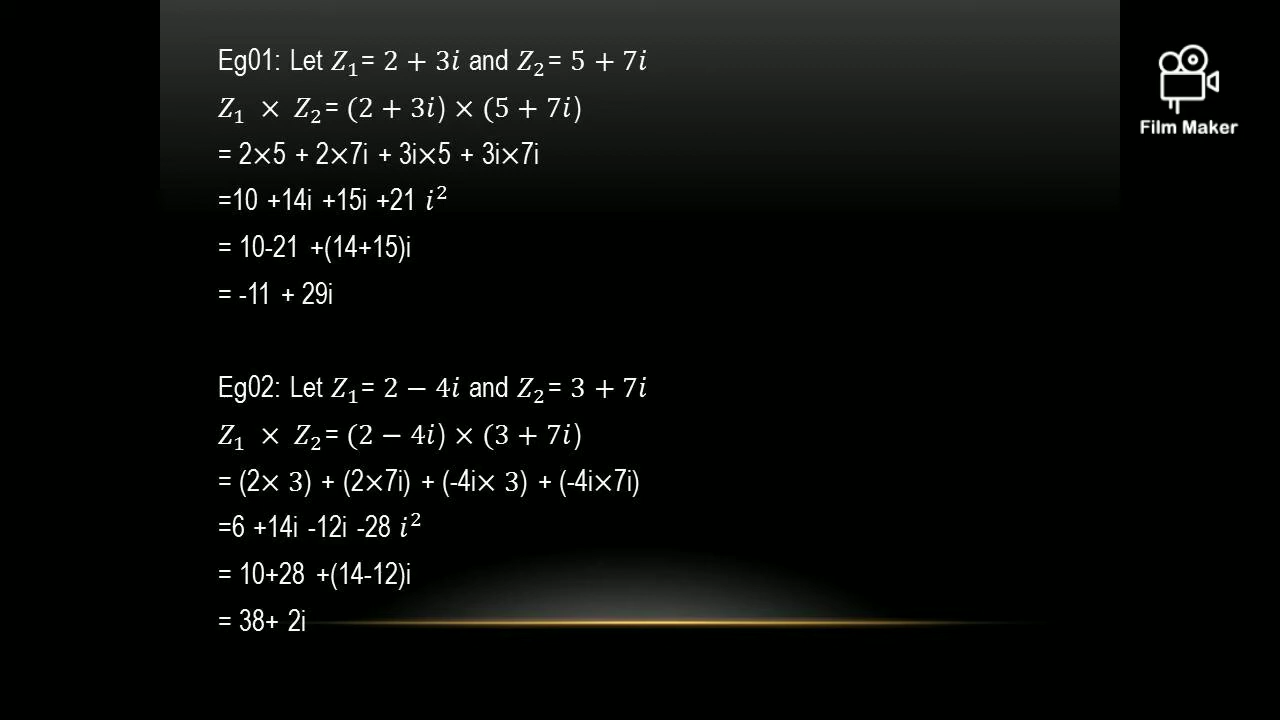 Eg01: Let Z₁= 2 + 3i and Z₂= 5 + 7i
Z₁ × Z₂= (2 + 3i) × (5 + 7i)
= 2×5 + 2×7i + 3i×5 + 3i×7i
=10 +14i +15i +21 i²
= 10-21 +(14+15)i
= -11 + 29i
Eg02: Let Z₁= 2 − 4i and Z₂= 3 + 7i
Z₁ × Z₂= (2 − 4i) × (3 + 7i)
= (2× 3) + (2×7i) + (-4i× 3) + (-4i×7i)
=6 +14i -12i -28 i²
= 10+28 +(14-12)i
= 38+ 2i
Film Maker